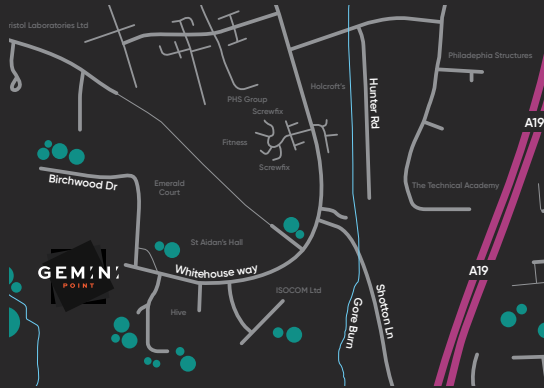 ristol Laboratories Ltd
Philadephia Structures
Holcroft's
Hunter Rd
PHS Group
Screwfix
A19
Fitness
Screwfix
Birchwood Dr
Emerald
Court
The Technical Academy
St Aidan's Hall
GEMINI
POINT
Whitehouse way
A19
ISOCOM Ltd
Shotton Ln
Gore Burn
Hive